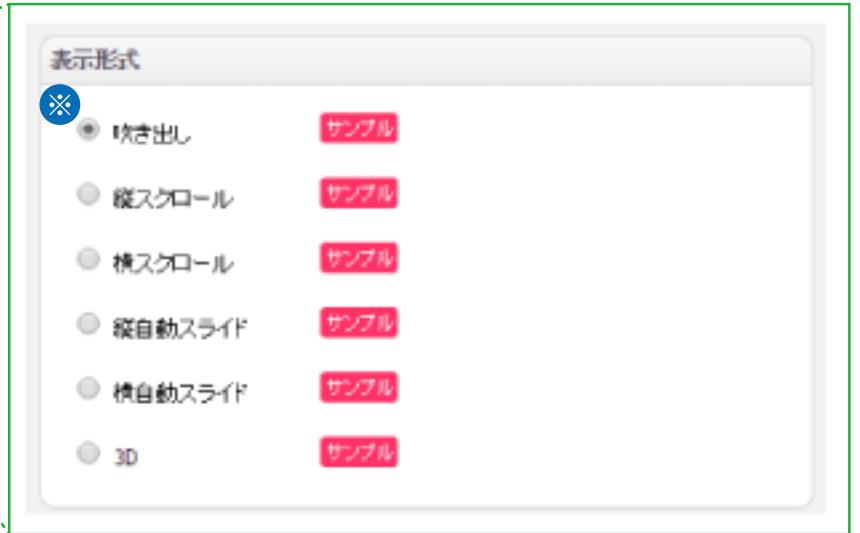 表示形式
※
吹き出し サンプル
縦スクロール サンプル
横スクロール サンプル
縦自動スライド サンプル
横自動スライド サンプル
3D サンプル